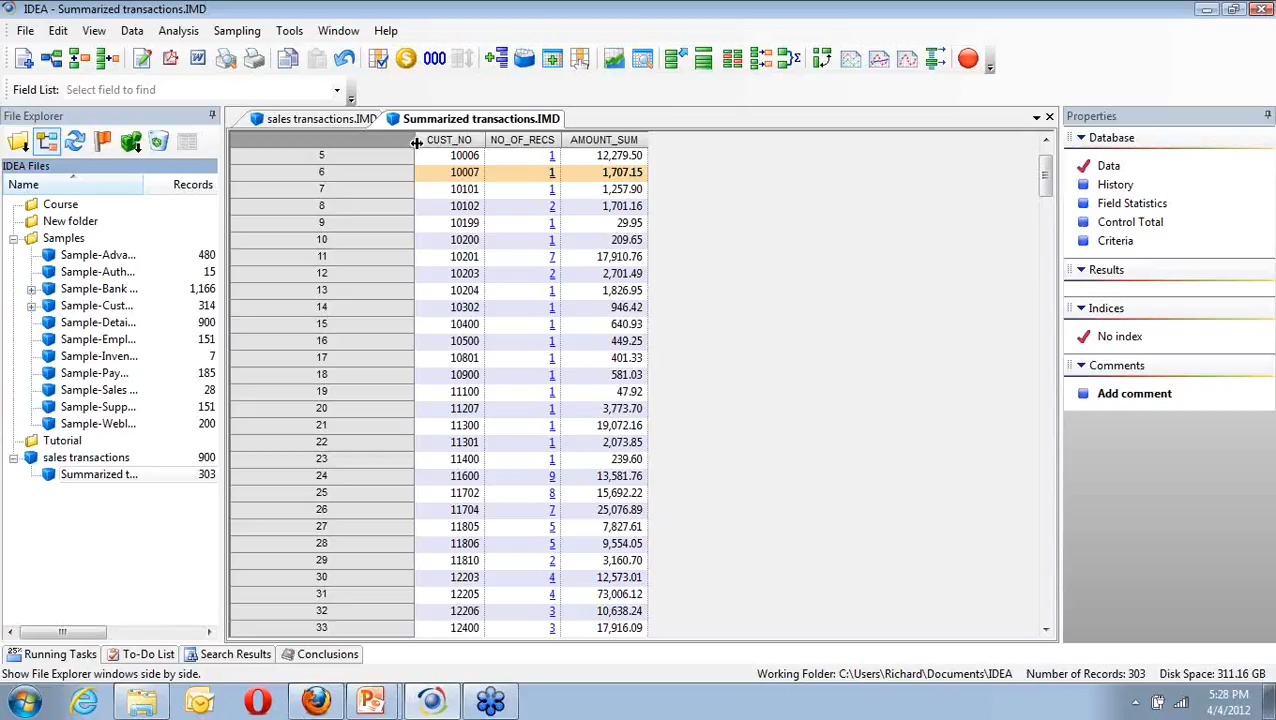 IDEA - Summarized transactions.IMD
File Edit View Data Analysis Sampling Tools Window Help
Field List: Select field to find
File Explorer
sales transactions.IMD
Summarized transactions.IMD
Properties
IDEA Files
Name Records
Course
New folder
Samples
Sample-Adva... 480
Sample-Auth... 15
Sample-Bank ... 1,166
Sample-Cust... 314
Sample-Detai... 900
Sample-Empl... 151
Sample-Inven... 7
Sample-Pay... 185
Sample-Sales ... 28
Sample-Supp... 151
Sample-Webl... 200
Tutorial
sales transactions 900
Summarized t... 303
CUST_NO NO_OF_RECS AMOUNT_SUM
5 10006 1 12,279.50
6 10007 1 1,707.15
7 10101 1 1,257.90
8 10102 2 1,701.16
9 10199 1 29.95
10 10200 1 209.65
11 10201 7 17,910.76
12 10203 2 2,701.49
13 10204 1 1,826.95
14 10302 1 946.42
15 10400 1 640.93
16 10500 1 449.25
17 10801 1 401.33
18 10900 1 581.03
19 11100 1 47.92
20 11207 1 3,773.70
21 11300 1 19,072.16
22 11301 1 2,073.85
23 11400 1 239.60
24 11600 9 13,581.76
25 11702 8 15,692.22
26 11704 7 25,076.89
27 11805 5 7,827.61
28 11806 5 9,554.05
29 11810 2 3,160.70
30 12203 4 12,573.01
31 12205 4 73,006.12
32 12206 3 10,638.24
33 12400 3 17,916.09
Database
Data
History
Field Statistics
Control Total
Criteria
Results
Indices
No index
Comments
Add comment
Running Tasks To-Do List Search Results Conclusions
Show File Explorer windows side by side.
Working Folder: C:\Users\Richard\Documents\IDEA Number of Records: 303 Disk Space: 311.16 GB
5:28 PM
4/4/2012